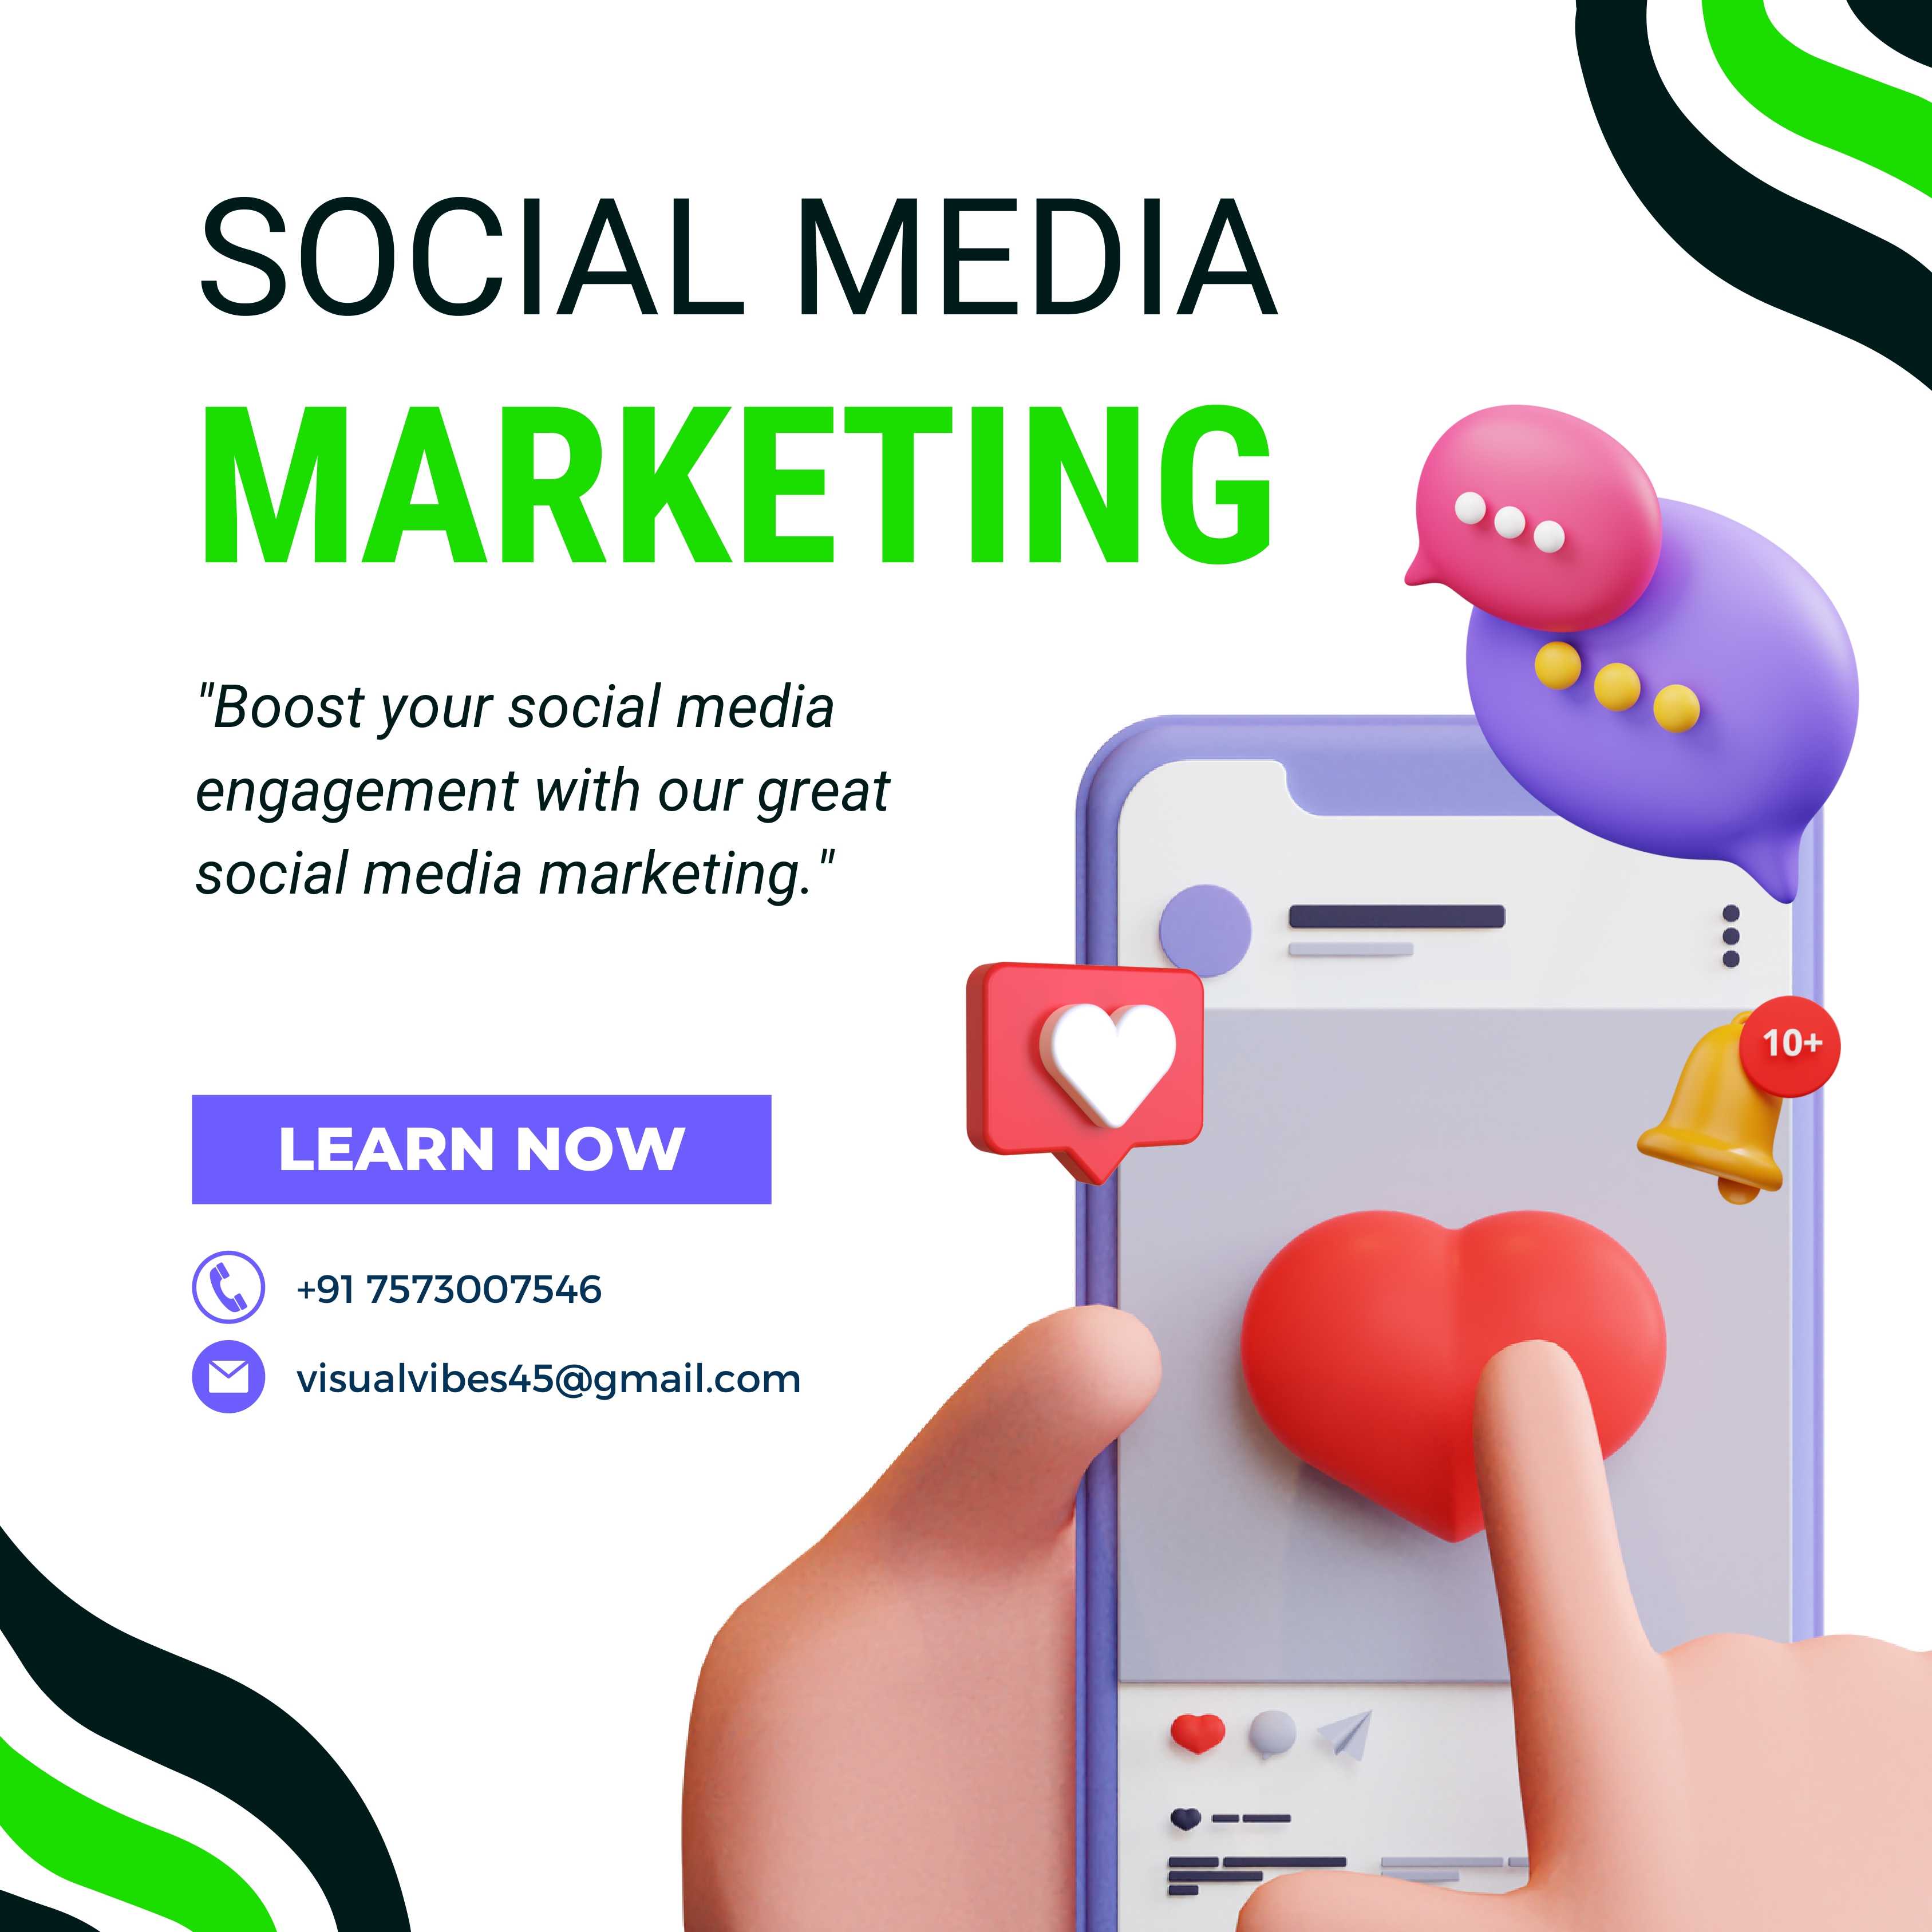 SOCIAL MEDIA
MARKETING
"Boost your social media
engagement with our great
social media marketing."
10+
LEARN NOW
+91 7573007546
visualvibes45@gmail.com